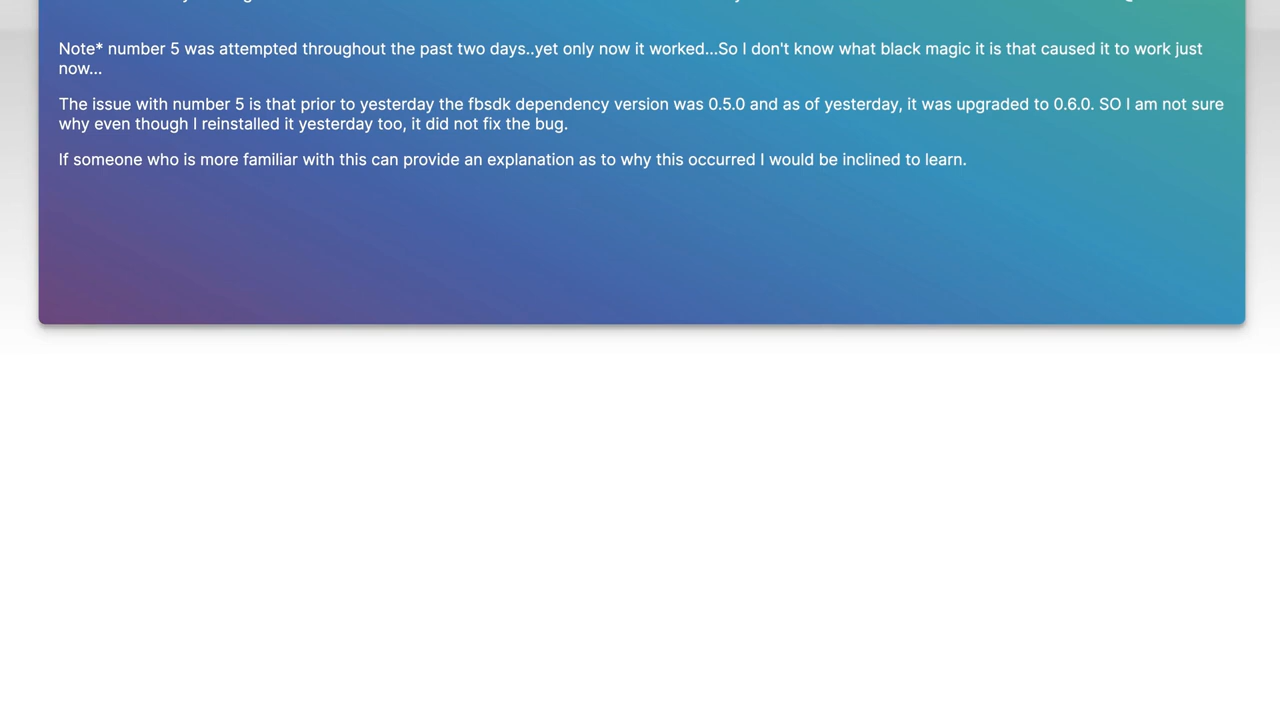 Note* number 5 was attempted throughout the past two days..yet only now it worked...So I don't know what black magic it is that caused it to work just
now...
The issue with number 5 is that prior to yesterday the fbsdk dependency version was 0.5.0 and as of yesterday, it was upgraded to 0.6.0. SO I am not sure
why even though I reinstalled it yesterday too, it did not fix the bug.
If someone who is more familiar with this can provide an explanation as to why this occurred I would be inclined to learn.